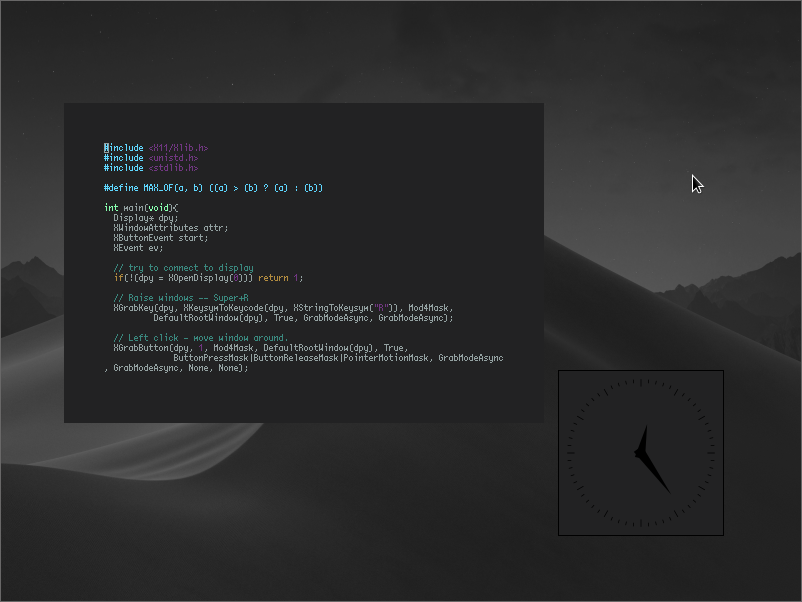 #include <X11/Xlib.h>
#include <unistd.h>
#include <stdlib.h>
#define MAX_OF(a, b) ((a) > (b) ? (a) : (b))
int main(void){
Display* dpy;
XWindowAttributes attr;
XButtonEvent start;
XEvent ev;
// try to connect to display
if(!(dpy = XOpenDisplay(0))) return 1;
// Raise windows -- Super+R
XGrabKey(dpy, XKeysymToKeycode(dpy, XStringToKeysym("R")), Mod4Mask,
DefaultRootWindow(dpy), True, GrabModeAsync, GrabModeAsync);
// Left click - move window around.
XGrabButton(dpy, 1, Mod4Mask, DefaultRootWindow(dpy), True,
ButtonPressMask|ButtonReleaseMask|PointerMotionMask, GrabModeAsync
, GrabModeAsync, None, None);